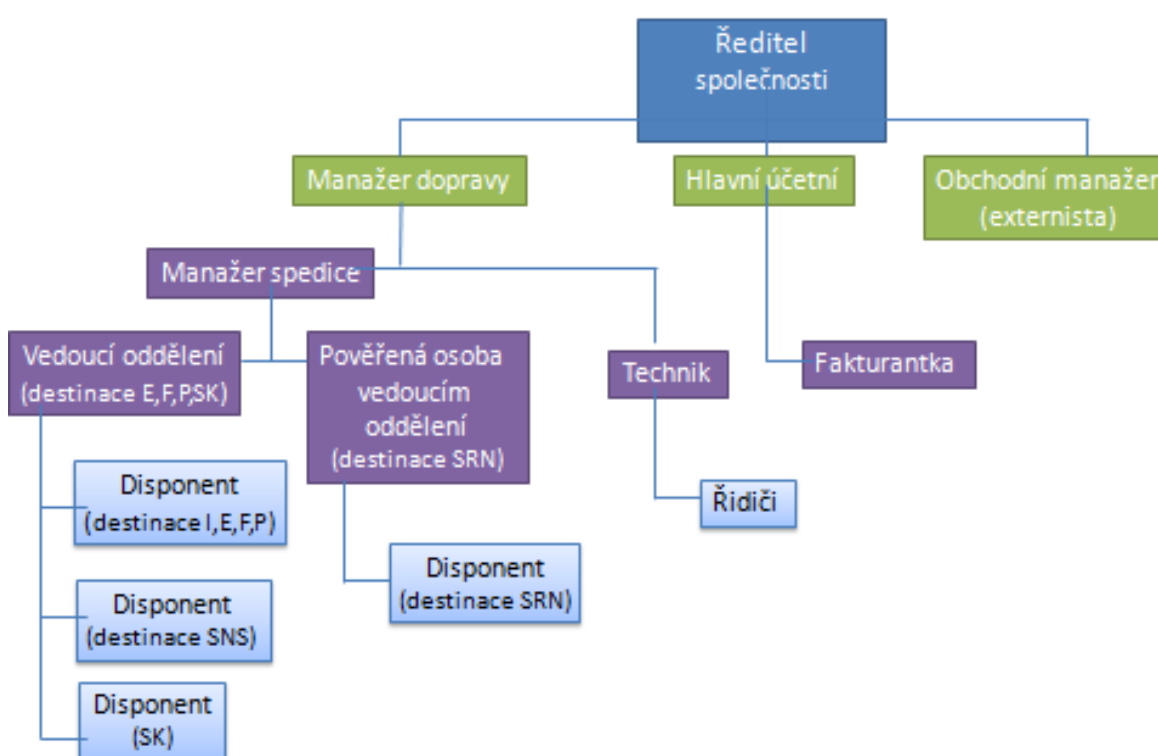 Ředitel
společnosti
Manažer dopravy
Hlavní účetní
Obchodní manažer
(externista)
Manažer spedice
Vedoucí oddělení
(destinace E,F,P,SK)
Pověřená osoba
vedoucím
oddělení
(destinace SRN)
Technik
Fakturantka
Disponent
(destinace I,E,F,P)
Řidiči
Disponent
(destinace SRN)
Disponent
(destinace SNS)
Disponent
(SK)